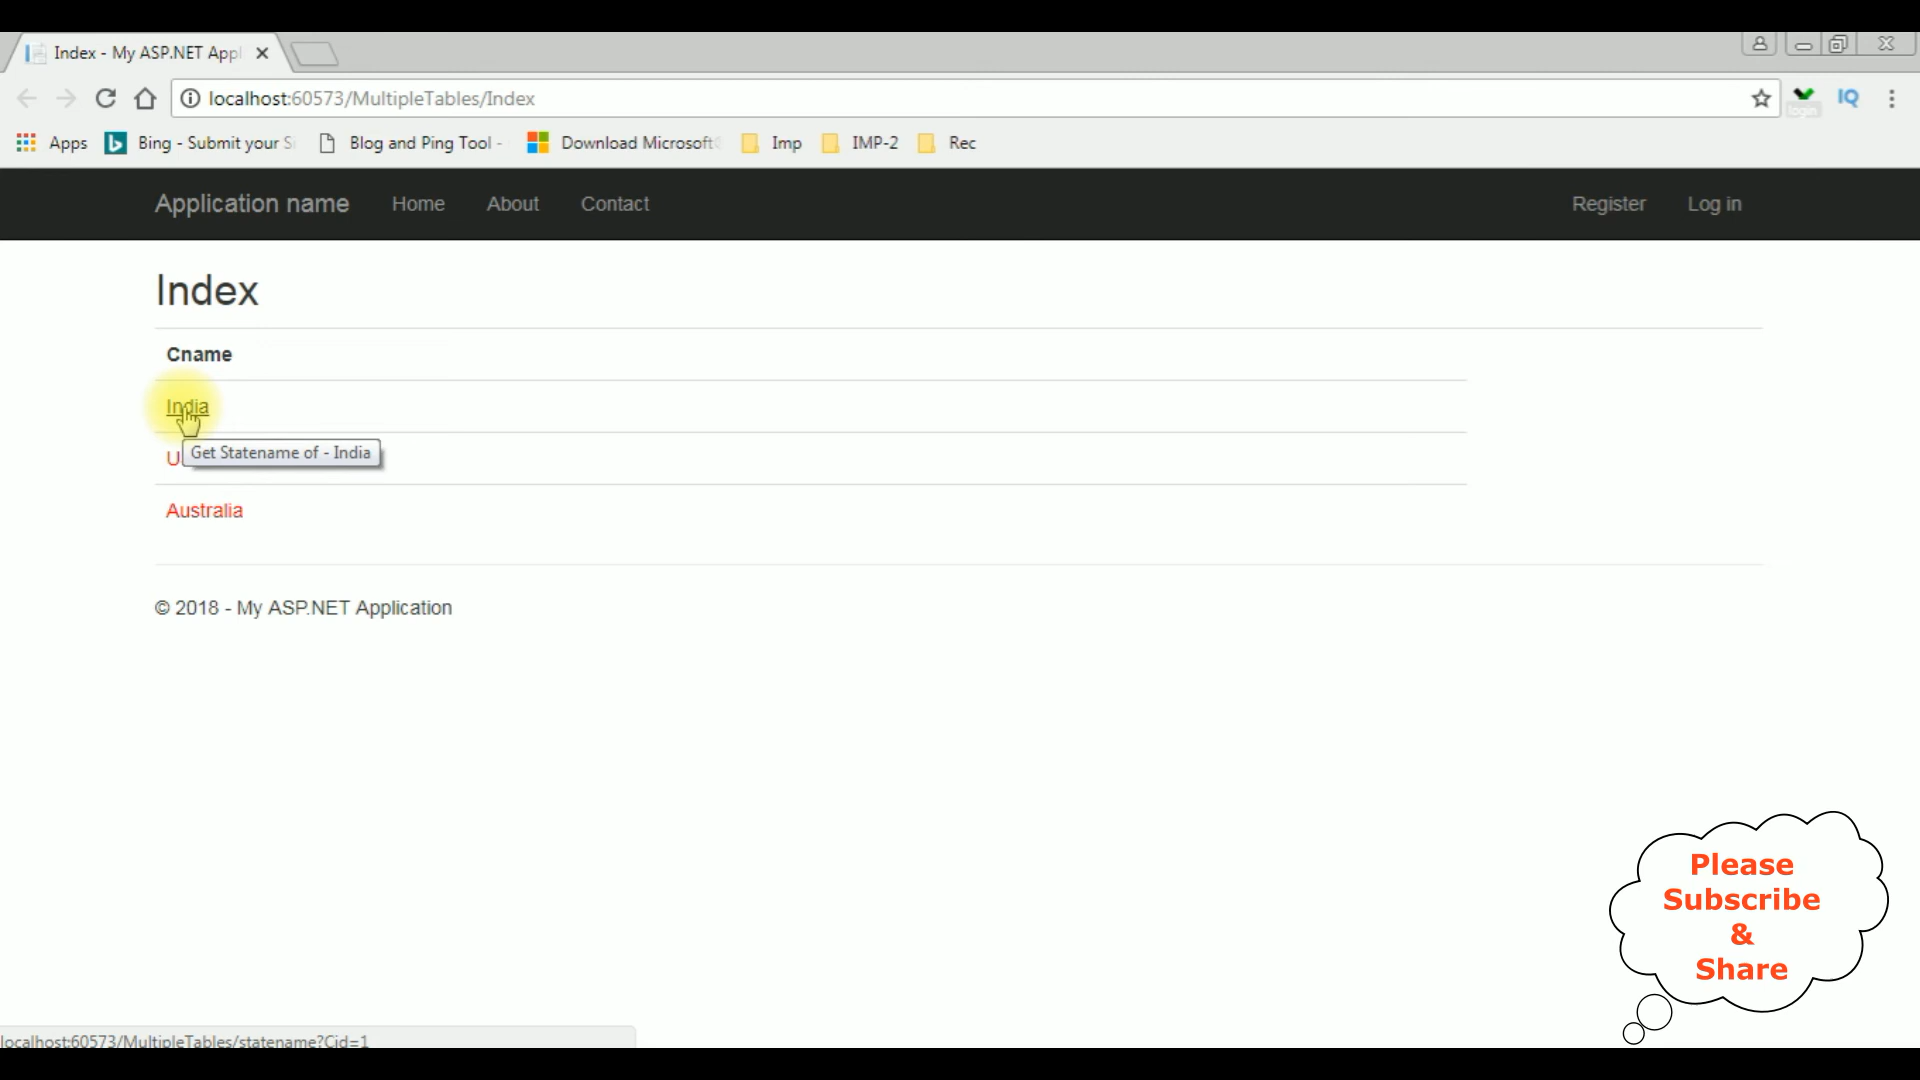 Index - My ASP.NET Appl
localhost:60573/MultipleTables/Index
IQ
Apps
Bing - Submit your S
Blog and Ping Tool -
Download Microsoft
Imp
IMP-2
Rec
Application name
Home
About
Contact
Register
Log in
Index
Cname
India
U
Get Statename of - India
Australia
© 2018 - My ASP.NET Application
Please
Subscribe
&
Share
localhost:60573/MultipleTables/statename?Cid=1